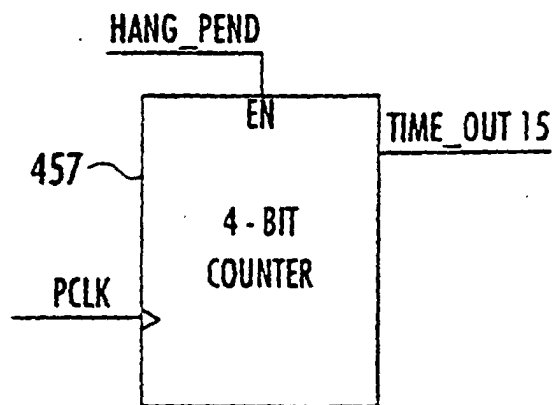 HANG_PEND
EN
TIME_OUT 15
457
4 - BIT
COUNTER
PCLK